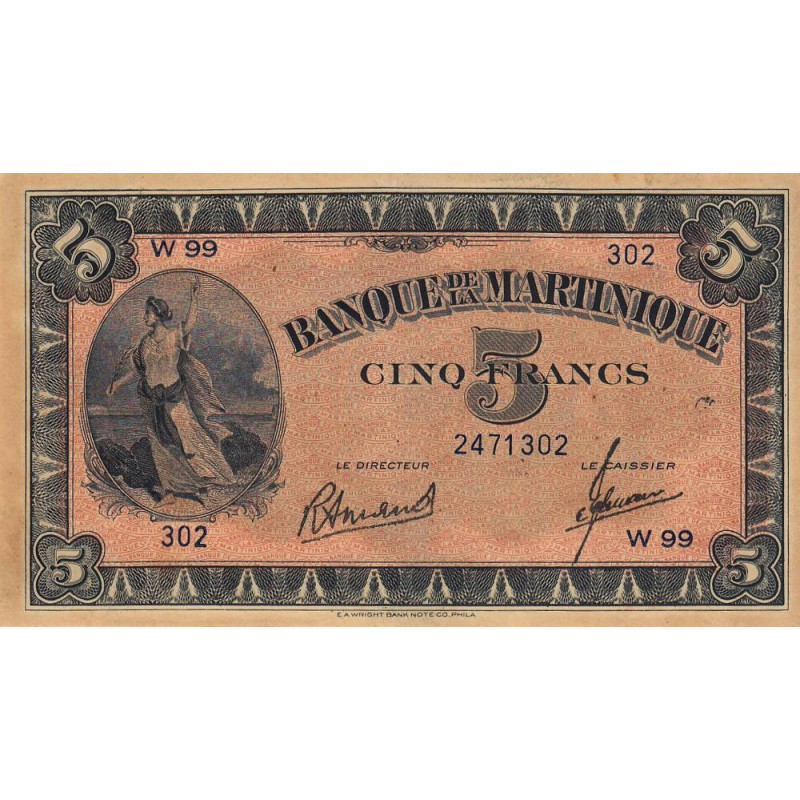 5
5
W 99
302
BANQUE DE LA MARTINIQUE
5
CINQ FRANCS
2471302
LE DIRECTEUR
LE CAISSIER
302
W 99
5
5
E.A.WRIGHT BANK NOTE CO. PHILA